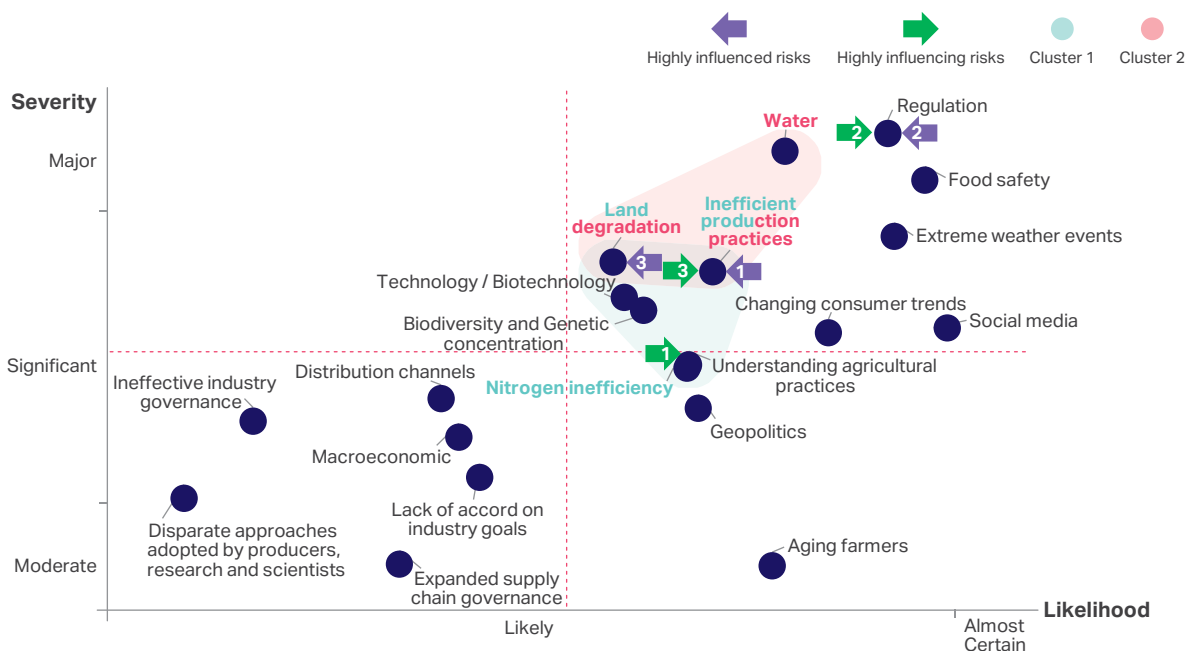 Highly influenced risks
Highly influencing risks
Cluster 1
Cluster 2
Severity
Major
Significant
Moderate
Water
Regulation
2
2
Food safety
Extreme weather events
Land
degradation
Inefficient
production
practices
3
3
1
Technology / Biotechnology
Biodiversity and Genetic
concentration
Changing consumer trends
Social media
1
Nitrogen inefficiency
Understanding agricultural
practices
Geopolitics
Distribution channels
Ineffective industry
governance
Macroeconomic
Lack of accord on
industry goals
Disparate approaches
adopted by producers,
research and scientists
Expanded supply
chain governance
Aging farmers
Likelihood
Likely
Almost
Certain